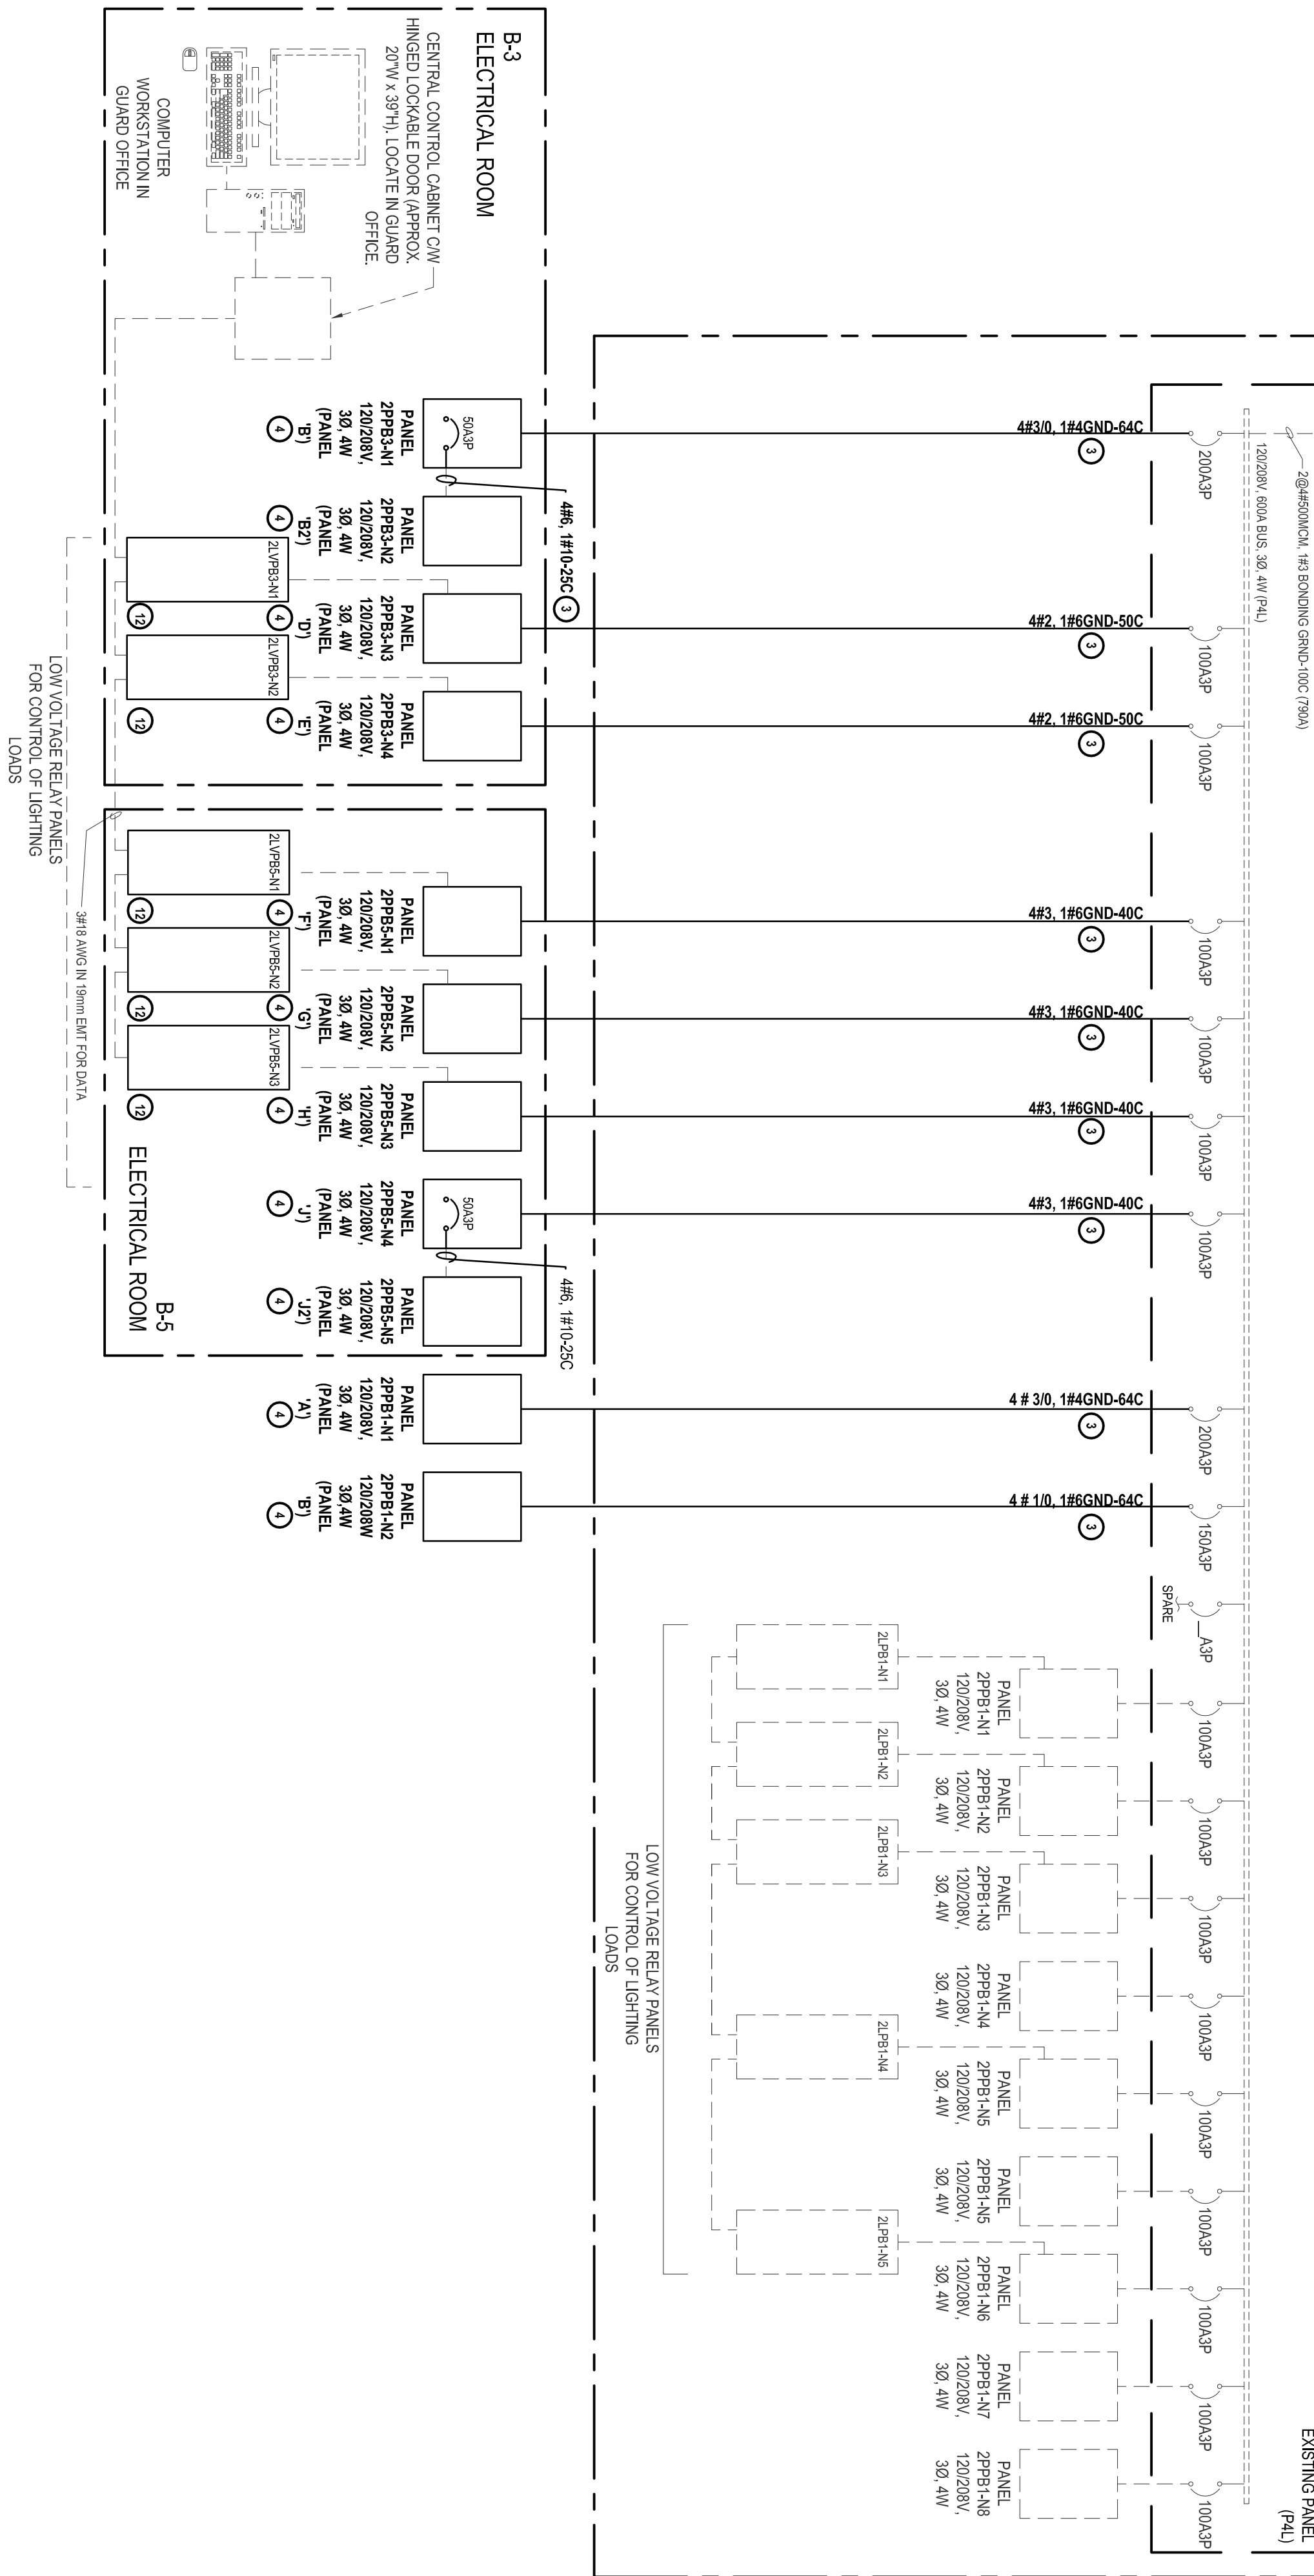 2@4#500MCM, 1#3 BONDING GRND-100C (790A)
120/208V, 600A BUS, 3Ø, 4W (P4L)
EXISTING PANEL
(P4L)
200A3P
100A3P
100A3P
100A3P
100A3P
100A3P
100A3P
200A3P
150A3P
__A3P
SPARE
100A3P
100A3P
100A3P
100A3P
100A3P
100A3P
100A3P
100A3P
100A3P
4#3/0, 1#4GND-64C
3
4#2, 1#6GND-50C
3
4#2, 1#6GND-50C
3
4#3, 1#6GND-40C
3
4#3, 1#6GND-40C
3
4#3, 1#6GND-40C
3
4#3, 1#6GND-40C
3
4 # 3/0, 1#4GND-64C
3
4 # 1/0, 1#6GND-64C
3
PANEL
2PPB1-N1
120/208V,
3Ø, 4W
PANEL
2PPB1-N2
120/208V,
3Ø, 4W
PANEL
2PPB1-N3
120/208V,
3Ø, 4W
PANEL
2PPB1-N4
120/208V,
3Ø, 4W
PANEL
2PPB1-N5
120/208V,
3Ø, 4W
PANEL
2PPB1-N5
120/208V,
3Ø, 4W
PANEL
2PPB1-N6
120/208V,
3Ø, 4W
PANEL
2PPB1-N7
120/208V,
3Ø, 4W
PANEL
2PPB1-N8
120/208V,
3Ø, 4W
2LPB1-N1
2LPB1-N2
2LPB1-N3
2LPB1-N4
2LPB1-N5
LOW VOLTAGE RELAY PANELS
FOR CONTROL OF LIGHTING
LOADS
B-3
ELECTRICAL ROOM
CENTRAL CONTROL CABINET C/W
HINGED LOCKABLE DOOR (APPROX.
20"W x 39"H). LOCATE IN GUARD
OFFICE.
COMPUTER
WORKSTATION IN
GUARD OFFICE
4#6, 1#10-25C
3
50A3P
PANEL
2PPB3-N1
120/208V,
3Ø, 4W
(PANEL
'B')
4
PANEL
2PPB3-N2
120/208V,
3Ø, 4W
(PANEL
'B2')
4
PANEL
2PPB3-N3
120/208V,
3Ø, 4W
(PANEL
'D')
4
PANEL
2PPB3-N4
120/208V,
3Ø, 4W
(PANEL
'E')
4
2LVPB3-N1
12
2LVPB3-N2
12
PANEL
2PPB5-N1
120/208V,
3Ø, 4W
(PANEL
'F')
4
PANEL
2PPB5-N2
120/208V,
3Ø, 4W
(PANEL
'G')
4
PANEL
2PPB5-N3
120/208V,
3Ø, 4W
(PANEL
'H')
4
4#6, 1#10-25C
50A3P
PANEL
2PPB5-N4
120/208V,
3Ø, 4W
(PANEL
'J')
4
PANEL
2PPB5-N5
120/208V,
3Ø, 4W
(PANEL
'J2')
4
2LVPB5-N1
12
2LVPB5-N2
12
2LVPB5-N3
12
B-5
ELECTRICAL ROOM
PANEL
2PPB1-N1
120/208V,
3Ø, 4W
(PANEL
'A')
4
PANEL
2PPB1-N2
120/208W
3Ø,4W
(PANEL
'B')
4
3#18 AWG IN 19mm EMT FOR DATA
LOW VOLTAGE RELAY PANELS
FOR CONTROL OF LIGHTING
LOADS